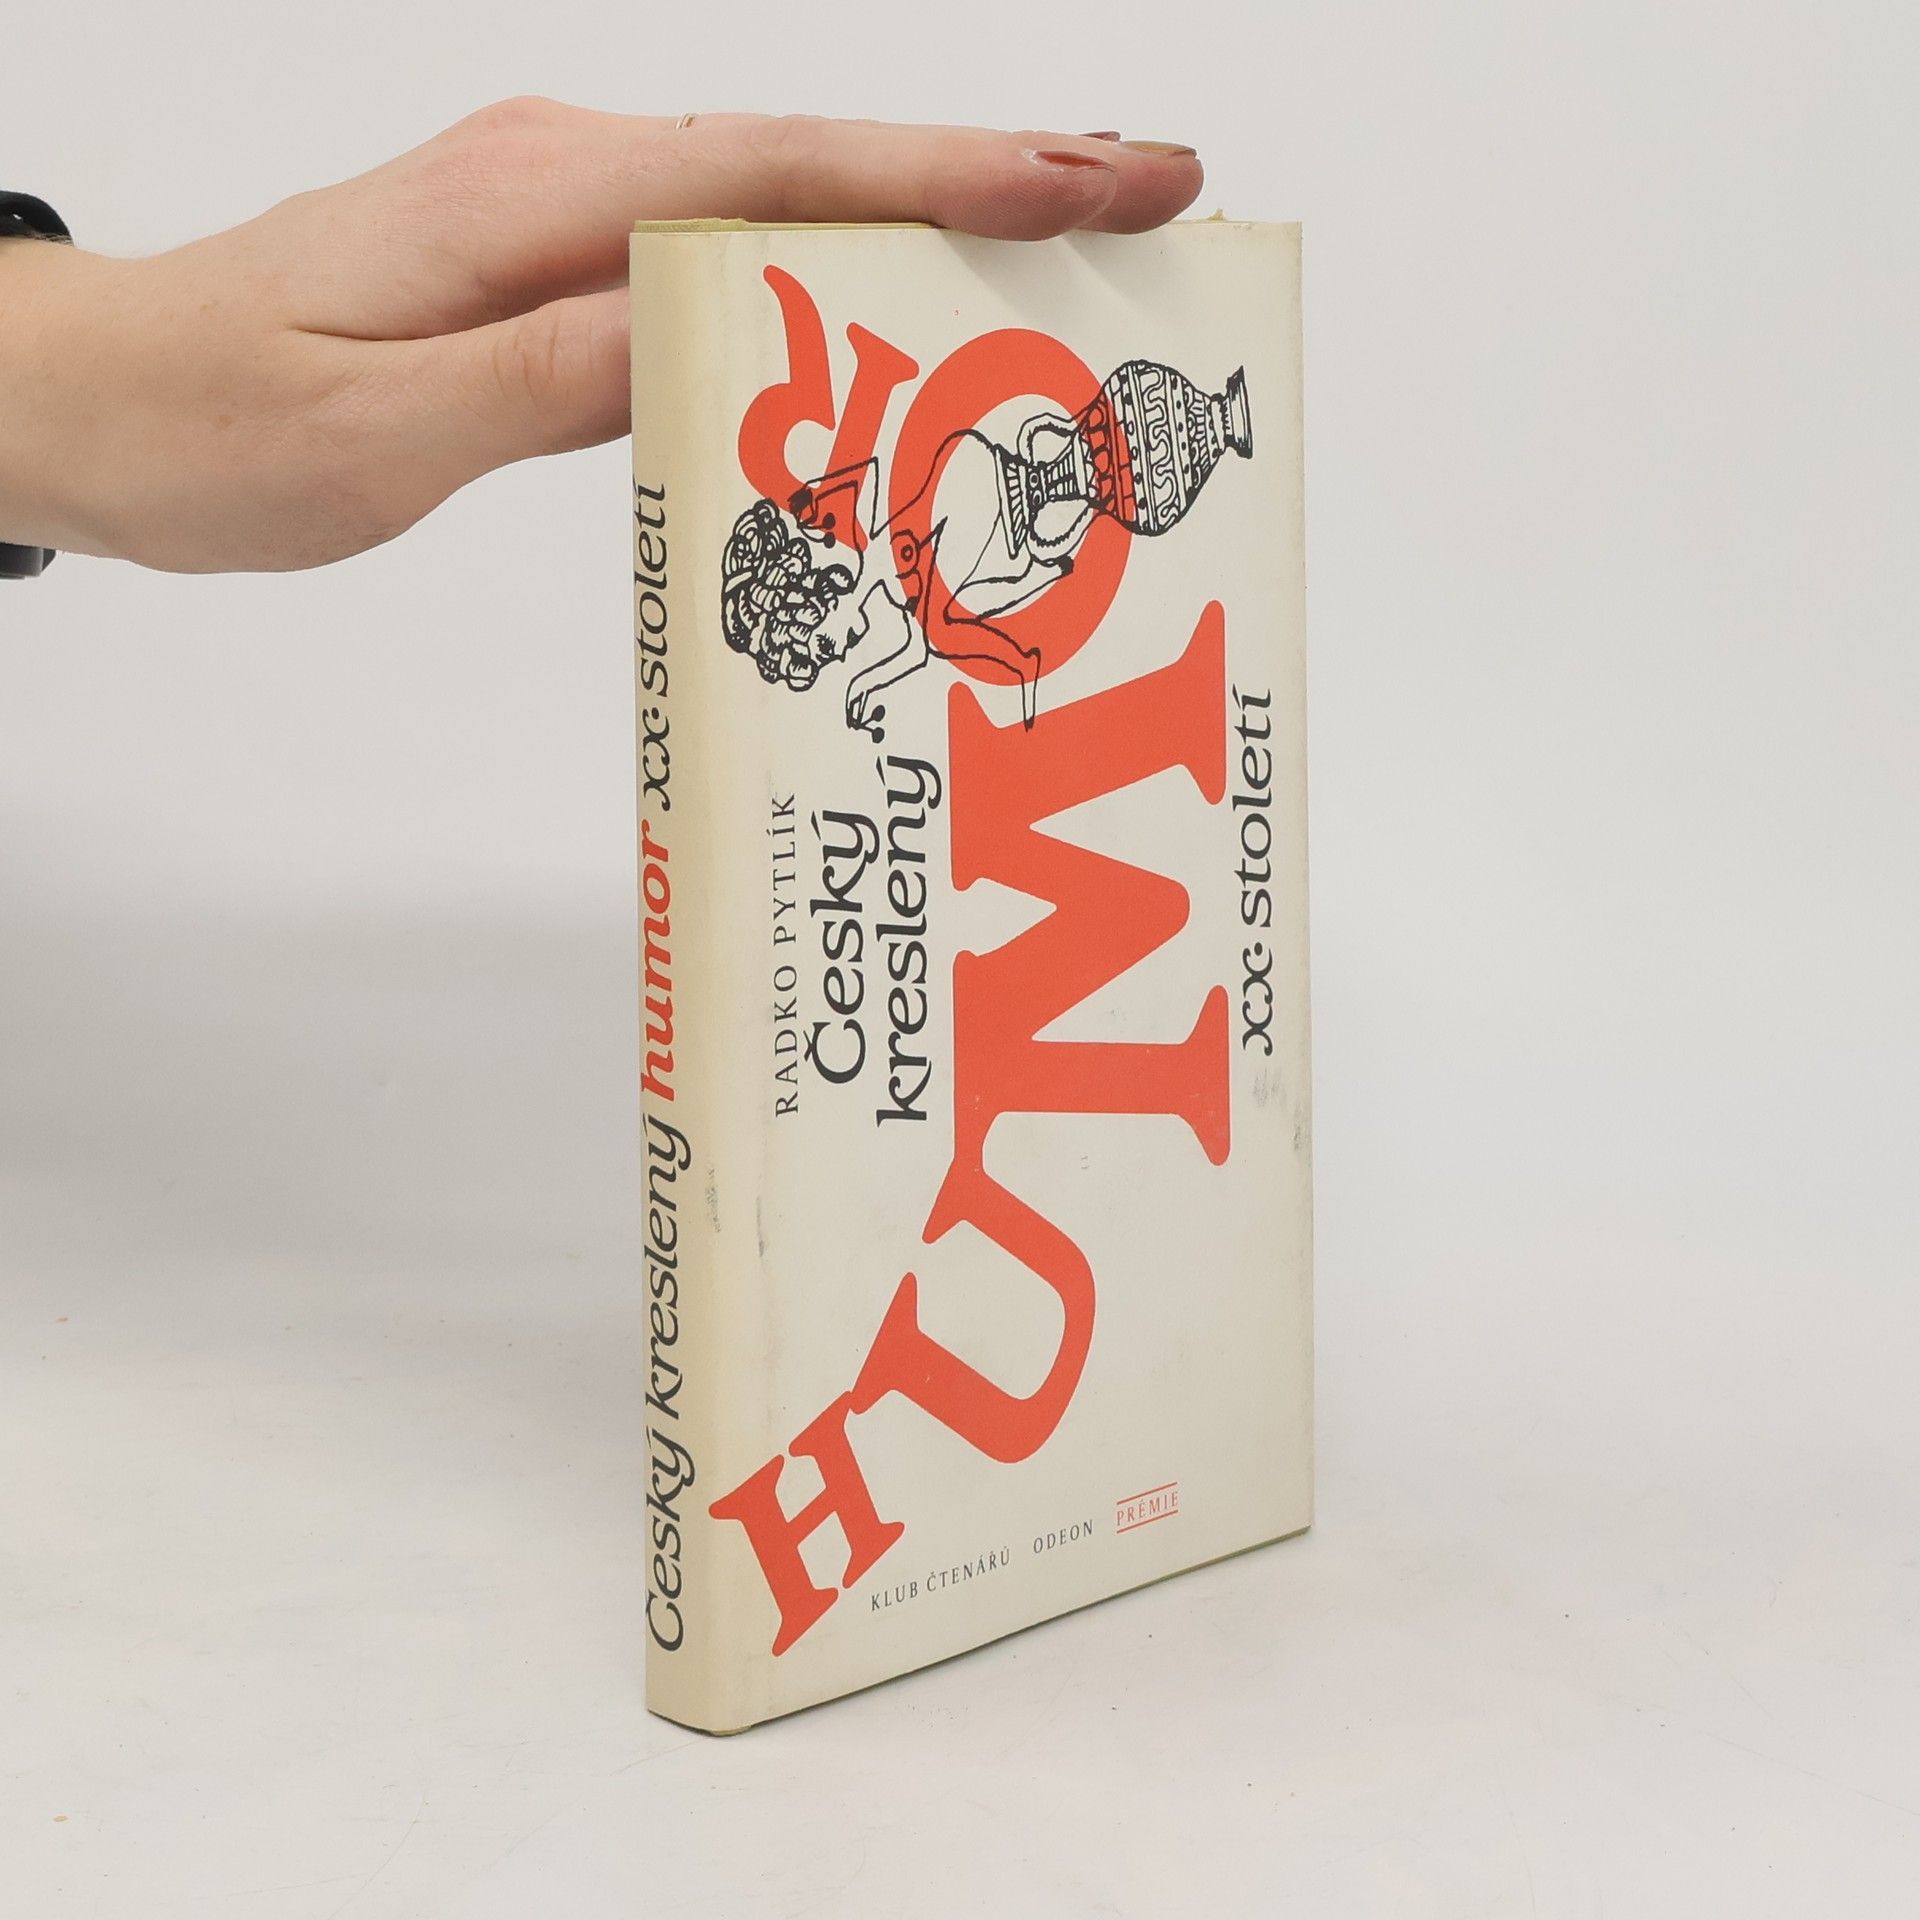 Český kreslený humor xx. století
RADKO PYTLÍK
Český
kreslený
HUMOR
xx. století
KLUB ČTENÁŘŮ ODEON PRÉMIE